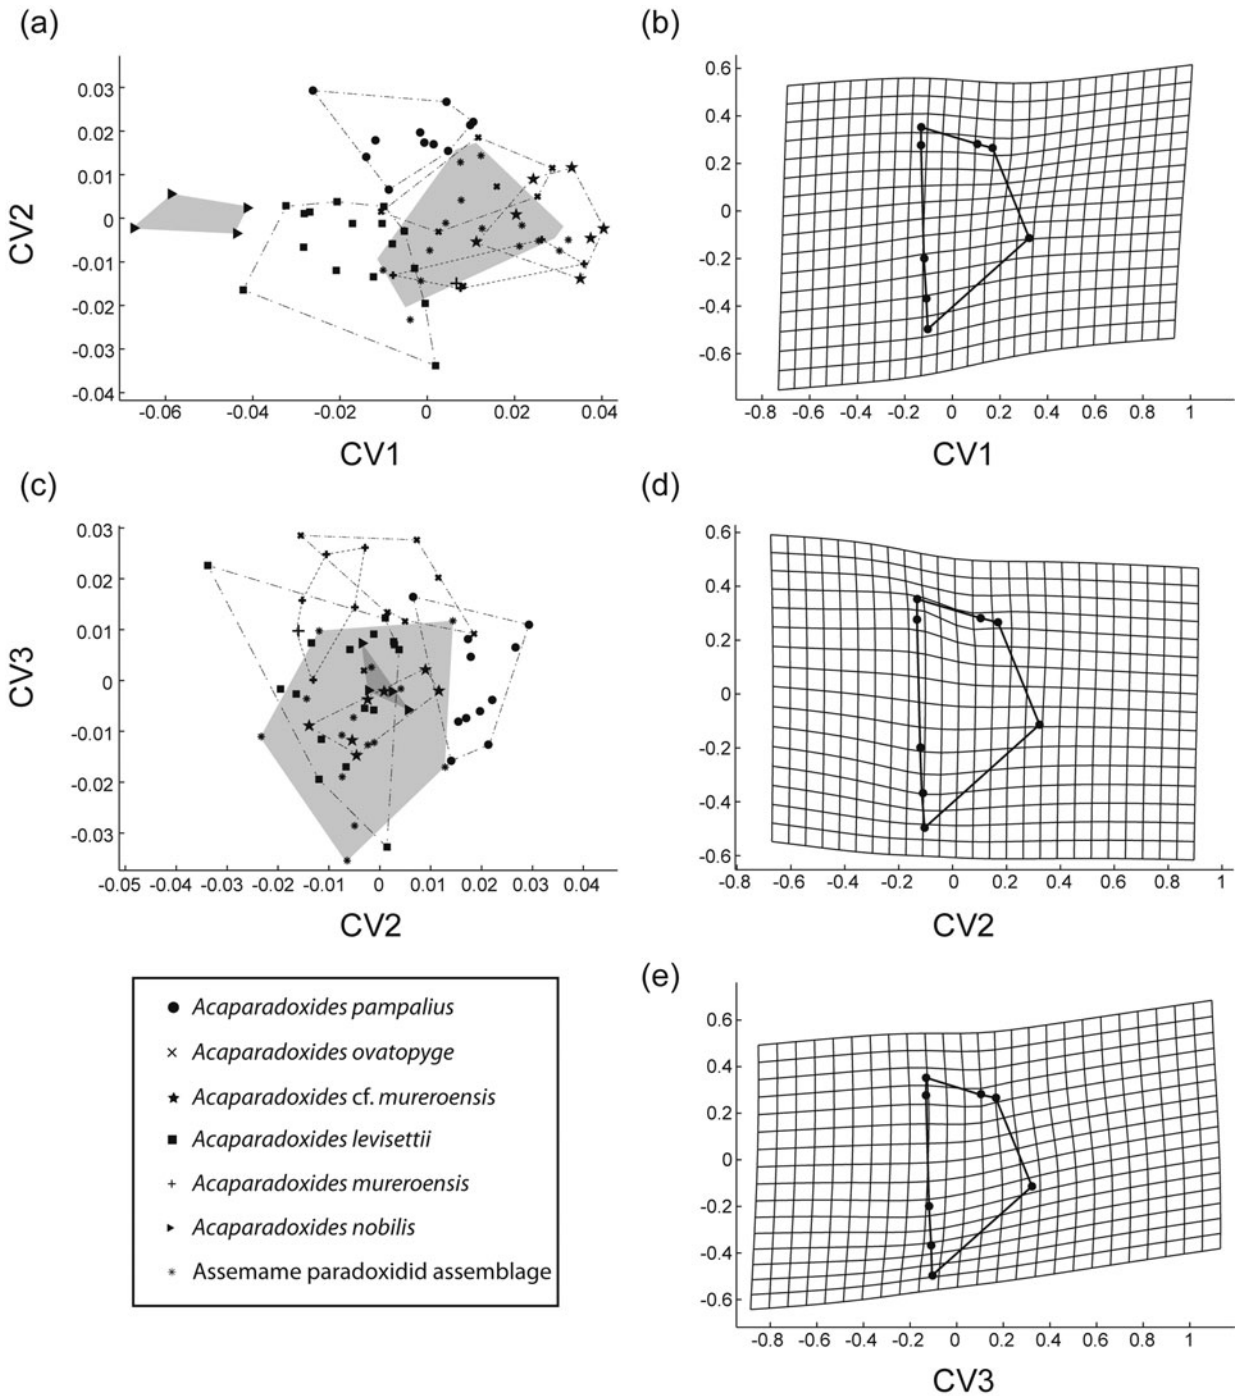 (a)
0.03
0.02
0.01
0
-0.01
-0.02
-0.03
-0.04
CV2
-0.06
-0.04
-0.02
0
0.02
0.04
CV1
(b)
0.6
0.4
0.2
0
-0.2
-0.4
-0.6
-0.8 -0.6 -0.4 -0.2 0 0.2 0.4 0.6 0.8 1
CV1
(c)
0.03
0.02
0.01
0
-0.01
-0.02
-0.03
CV3
-0.05 -0.04 -0.03 -0.02 -0.01 0 0.01 0.02 0.03 0.04
CV2
(d)
0.6
0.4
0.2
0
-0.2
-0.4
-0.6
-0.8 -0.6 -0.4 -0.2 0 0.2 0.4 0.6 0.8 1
CV2
Acaparadoxides pampalius
Acaparadoxides ovatopyge
Acaparadoxides cf. mureroensis
Acaparadoxides levisettii
Acaparadoxides mureroensis
Acaparadoxides nobilis
Assemame paradoxidid assemblage
(e)
0.6
0.4
0.2
0
-0.2
-0.4
-0.6
-0.8 -0.6 -0.4 -0.2 0 0.2 0.4 0.6 0.8 1
CV3